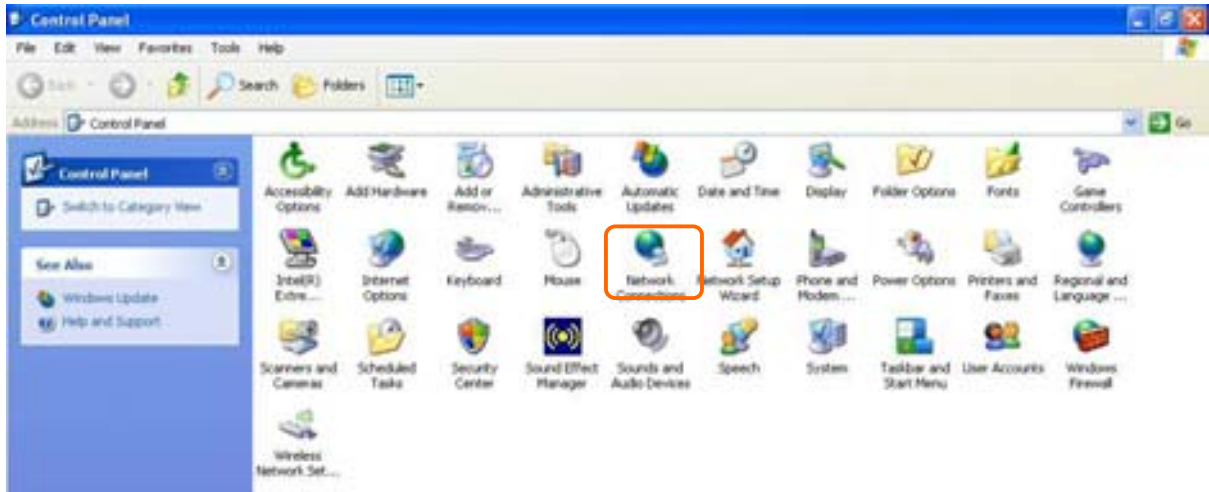 Control Panel
File Edit View Favorites Tools Help
Back Search Folders
Address Control Panel Go
Control Panel
Switch to Category View
See Also
Windows Update
Help and Support
Accessibility Options
Add Hardware
Add or Remov...
Administrative Tools
Automatic Updates
Date and Time
Display
Folder Options
Fonts
Game Controllers
Intel(R) Extre...
Internet Options
Keyboard
Mouse
Network Connections
Network Setup Wizard
Phone and Modem ...
Power Options
Printers and Faxes
Regional and Language ...
Scanners and Cameras
Scheduled Tasks
Security Center
Sound Effect Manager
Sounds and Audio Devices
Speech
System
Taskbar and Start Menu
User Accounts
Windows Firewall
Wireless Network Set...